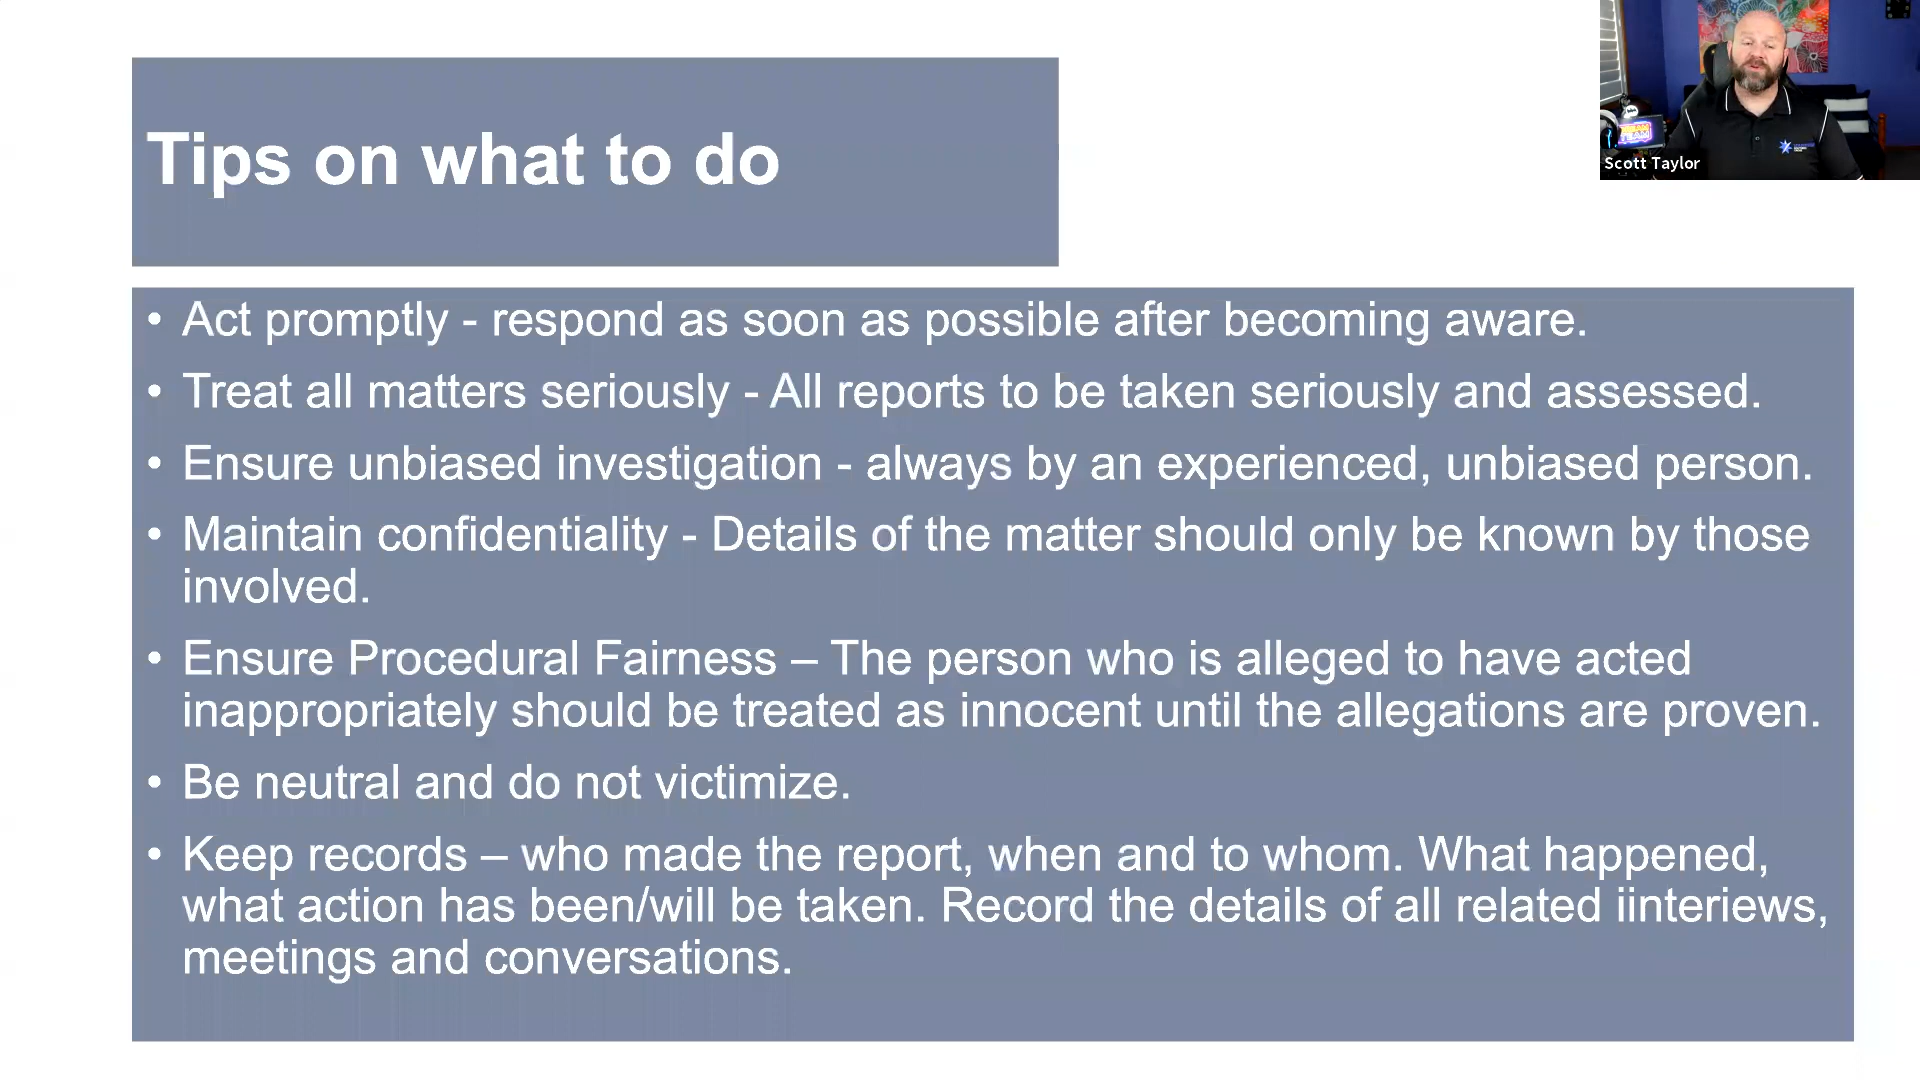 Tips on what to do
Scott Taylor
• Act promptly - respond as soon as possible after becoming aware.
• Treat all matters seriously - All reports to be taken seriously and assessed.
• Ensure unbiased investigation - always by an experienced, unbiased person.
• Maintain confidentiality - Details of the matter should only be known by those
involved.
• Ensure Procedural Fairness – The person who is alleged to have acted
inappropriately should be treated as innocent until the allegations are proven.
• Be neutral and do not victimize.
• Keep records – who made the report, when and to whom. What happened,
what action has been/will be taken. Record the details of all related iinteriews,
meetings and conversations.